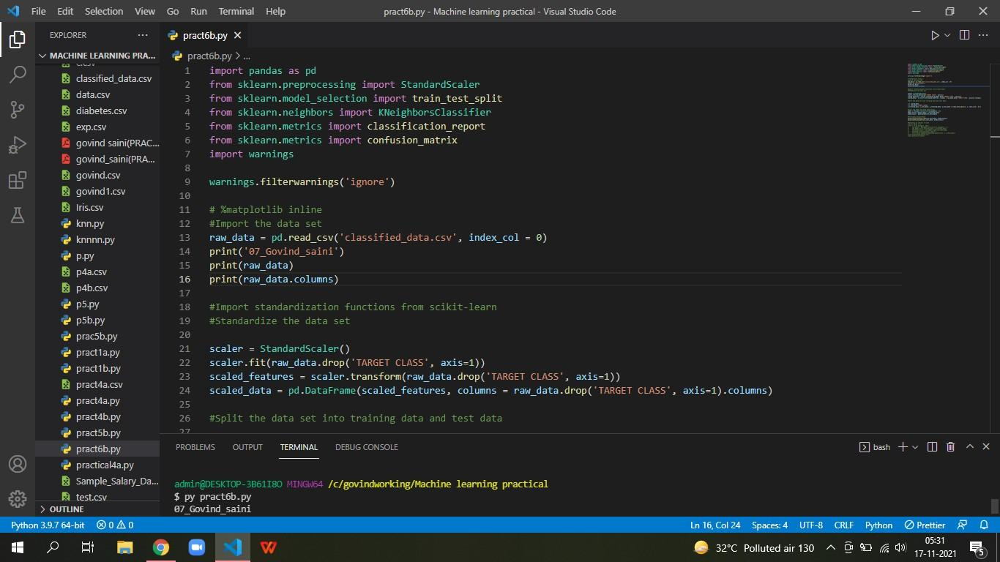 File Edit Selection View Go Run Terminal Help
pract6b.py - Machine learning practical - Visual Studio Code
EXPLORER
MACHINE LEARNING PRA...
classified_data.csv
data.csv
diabetes.csv
exp.csv
govind saini(PRAC...
govind_saini(PRA...
govind.csv
govind1.csv
Iris.csv
knn.py
knnnn.py
p.py
p4a.csv
p4b.csv
p5.py
p5b.py
prac5b.py
pract1a.py
pract1b.py
pract4a.csv
pract4a.py
pract4b.py
pract5b.py
pract6b.py
practical4a.py
Sample_Salary_Da...
test.csv
OUTLINE
pract6b.py
pract6b.py > ...
1 import pandas as pd
2 from sklearn.preprocessing import StandardScaler
3 from sklearn.model_selection import train_test_split
4 from sklearn.neighbors import KNeighborsClassifier
5 from sklearn.metrics import classification_report
6 from sklearn.metrics import confusion_matrix
7 import warnings
8
9 warnings.filterwarnings('ignore')
10
11 # %matplotlib inline
12 #Import the data set
13 raw_data = pd.read_csv('classified_data.csv', index_col = 0)
14 print('07_Govind_saini')
15 print(raw_data)
16 print(raw_data.columns)
17
18 #Import standardization functions from scikit-learn
19 #Standardize the data set
20
21 scaler = StandardScaler()
22 scaler.fit(raw_data.drop('TARGET CLASS', axis=1))
23 scaled_features = scaler.transform(raw_data.drop('TARGET CLASS', axis=1))
24 scaled_data = pd.DataFrame(scaled_features, columns = raw_data.drop('TARGET CLASS', axis=1).columns)
25
26 #Split the data set into training data and test data
27
PROBLEMS OUTPUT TERMINAL DEBUG CONSOLE
bash
admin@DESKTOP-3B61I8O MINGW64 /c/govindworking/Machine learning practical
$ py pract6b.py
07_Govind_saini
Python 3.9.7 64-bit 0 0
Ln 16, Col 24 Spaces: 4 UTF-8 CRLF Python Prettier
32°C Polluted air 130
05:31
17-11-2021
5